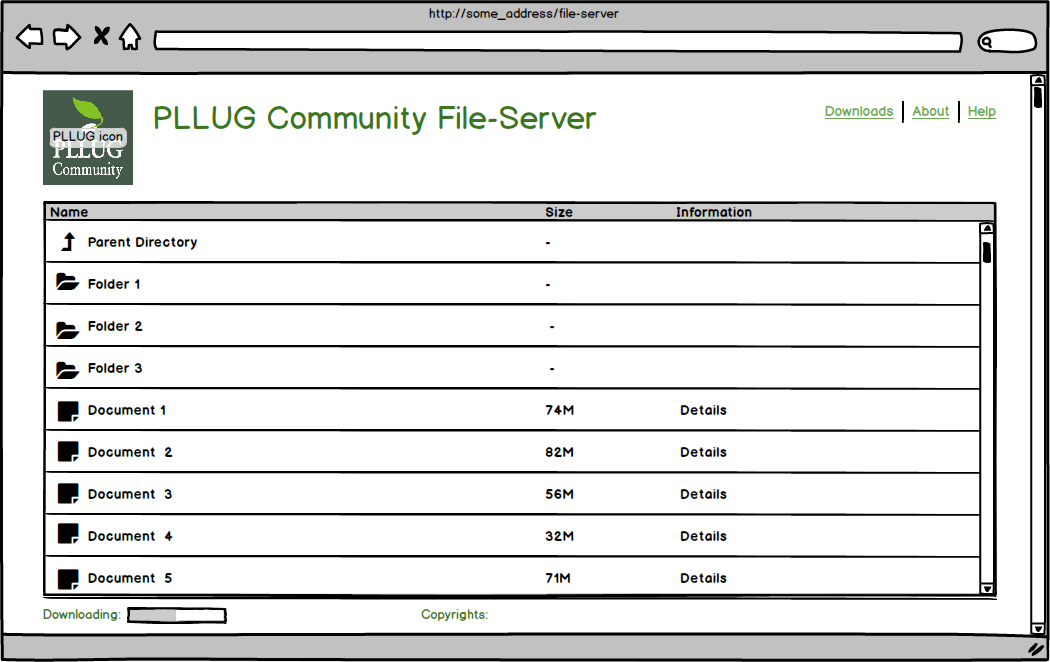 http://some_address/file-server
PLLUG icon
PLLUG
Community
PLLUG Community File-Server
Downloads About Help
Name Size Information
Parent Directory -
Folder 1 -
Folder 2 -
Folder 3 -
Document 1 74M Details
Document 2 82M Details
Document 3 56M Details
Document 4 32M Details
Document 5 71M Details
Downloading: Copyrights: